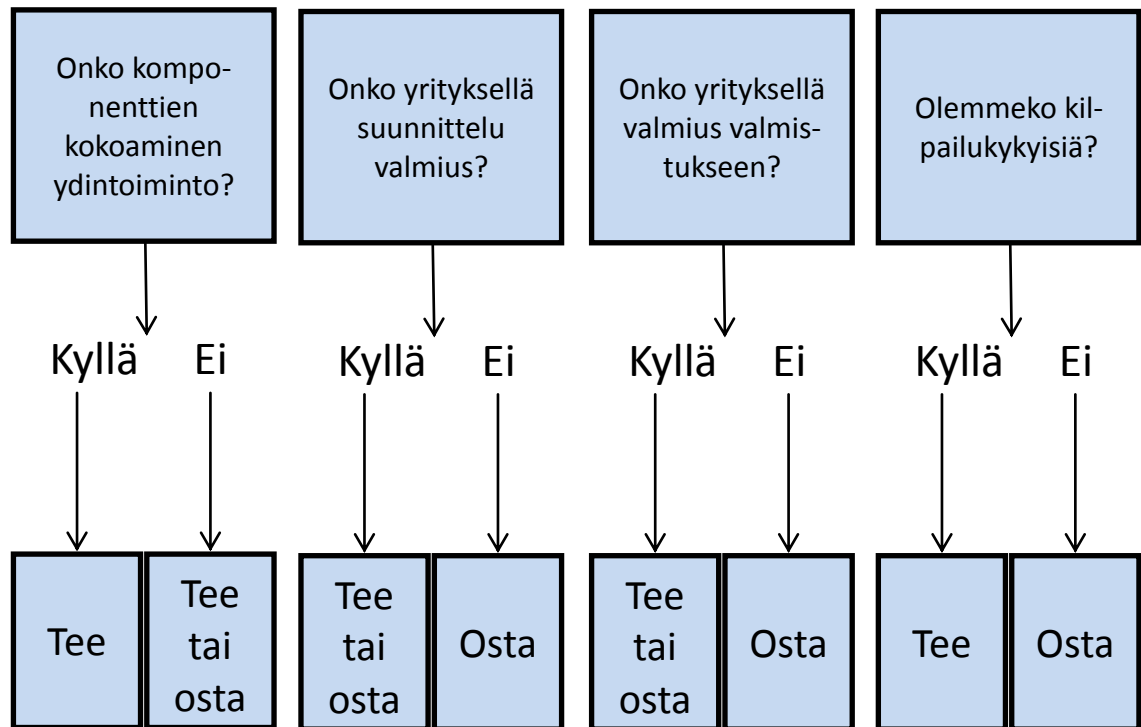 Onko kompo-
nenttien
kokoaminen
ydintoiminto?
Onko yrityksellä
suunnittelu
valmius?
Onko yrityksellä
valmius valmis-
tukseen?
Olemmeko kil-
pailukykyisiä?
Kyllä Ei
Kyllä Ei
Kyllä Ei
Kyllä Ei
Tee
Tee
tai
osta
Tee
tai
osta
Osta
Tee
tai
osta
Osta
Tee
Osta